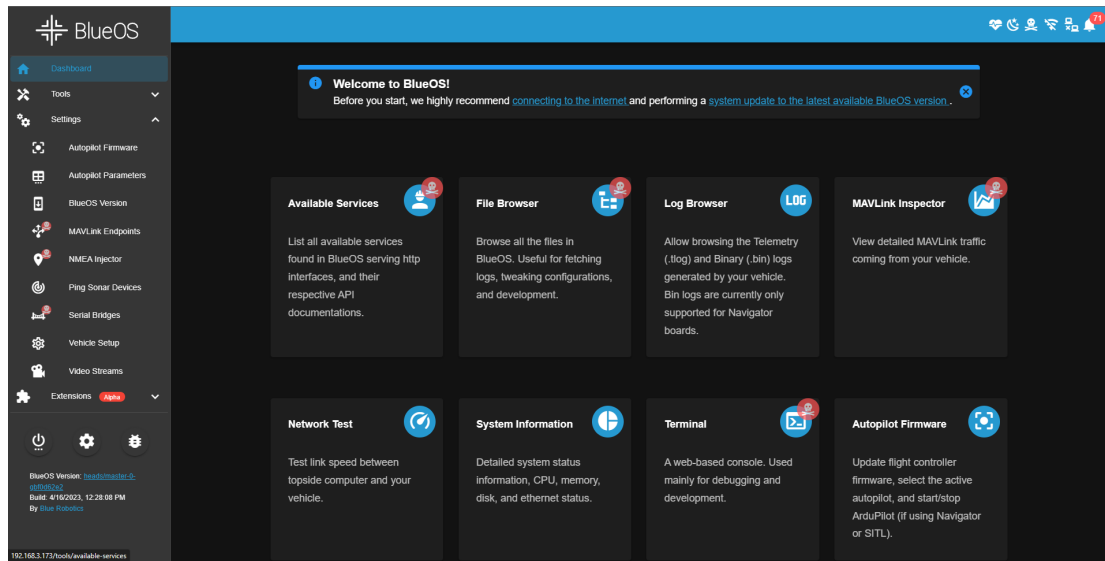 BlueOS
71
Dashboard
Tools
Settings
Autopilot Firmware
Autopilot Parameters
BlueOS Version
MAVLink Endpoints
NMEA Injector
Ping Sonar Devices
Serial Bridges
Vehicle Setup
Video Streams
Extensions Alpha
BlueOS Version: heads/master-0-
gbf0d62e2
Build: 4/16/2023, 12:28:08 PM
By Blue Robotics
192.168.3.173/tools/available-services
Welcome to BlueOS!
Before you start, we highly recommend connecting to the internet and performing a system update to the latest available BlueOS version .
Available Services
List all available services
found in BlueOS serving http
interfaces, and their
respective API
documentations.
File Browser
Browse all the files in
BlueOS. Useful for fetching
logs, tweaking configurations,
and development.
Log Browser
LOG
Allow browsing the Telemetry
(.tlog) and Binary (.bin) logs
generated by your vehicle.
Bin logs are currently only
supported for Navigator
boards.
MAVLink Inspector
View detailed MAVLink traffic
coming from your vehicle.
Network Test
Test link speed between
topside computer and your
vehicle.
System Information
Detailed system status
information, CPU, memory,
disk, and ethernet status.
Terminal
A web-based console. Used
mainly for debugging and
development.
Autopilot Firmware
Update flight controller
firmware, select the active
autopilot, and start/stop
ArduPilot (if using Navigator
or SITL).